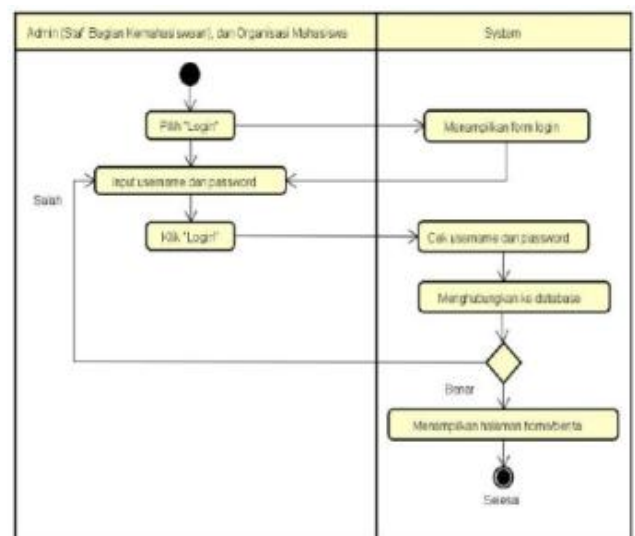 Admin (Staf Bagian Kemahasiswaan), dan Organisasi Mahasiswa
System
Pilih "Login"
Menampilkan form login
Input username dan password
Salah
Klik "Login"
Cek username dan password
Menghubungkan ke database
Benar
Menampilkan halaman home/berita
Selesai